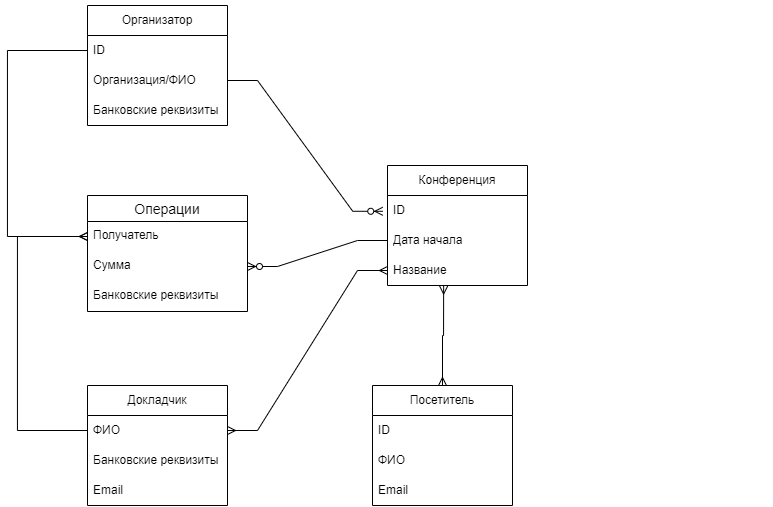 Организатор
ID
Организация/ФИО
Банковские реквизиты
Операции
Получатель
Сумма
Банковские реквизиты
Конференция
ID
Дата начала
Название
Докладчик
ФИО
Банковские реквизиты
Email
Посетитель
ID
ФИО
Email